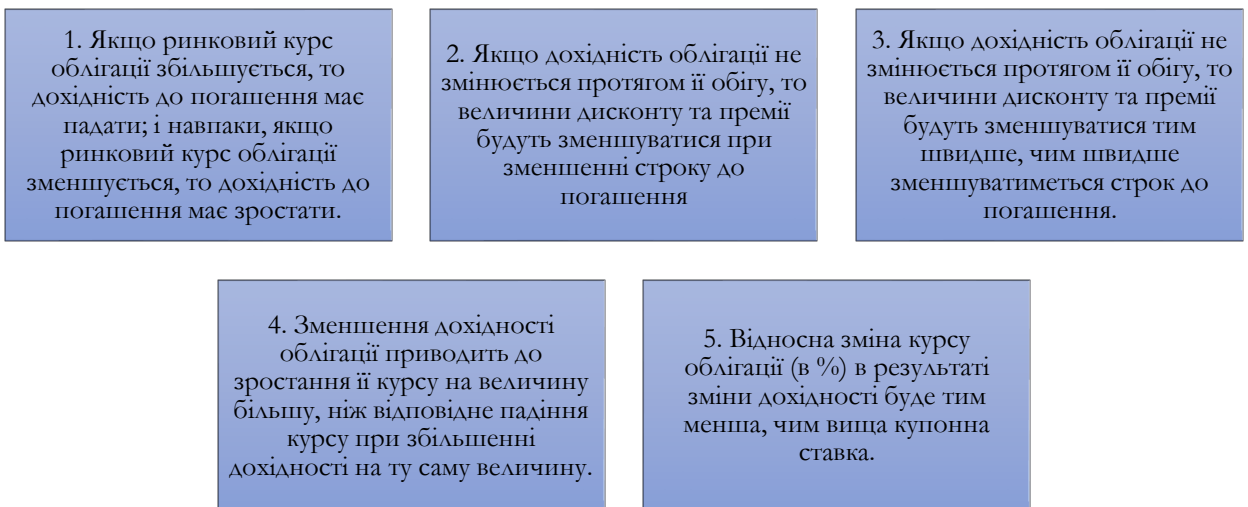 1. Якщо ринковий курс
облігації збільшується, то
дохідність до погашення має
падати; і навпаки, якщо
ринковий курс облігації
зменшується, то дохідність до
погашення має зростати.
2. Якщо дохідність облігації не
змінюється протягом її обігу, то
величини дисконту та премії
будуть зменшуватися при
зменшенні строку до
погашення
3. Якщо дохідність облігації не
змінюється протягом її обігу, то
величини дисконту та премії
будуть зменшуватися тим
швидше, чим швидше
зменшуватиметься строк до
погашення.
4. Зменшення дохідності
облігації приводить до
зростання її курсу на величину
більшу, ніж відповідне падіння
курсу при збільшенні
дохідності на ту саму величину.
5. Відносна зміна курсу
облігації (в %) в результаті
зміни дохідності буде тим
менша, чим вища купонна
ставка.